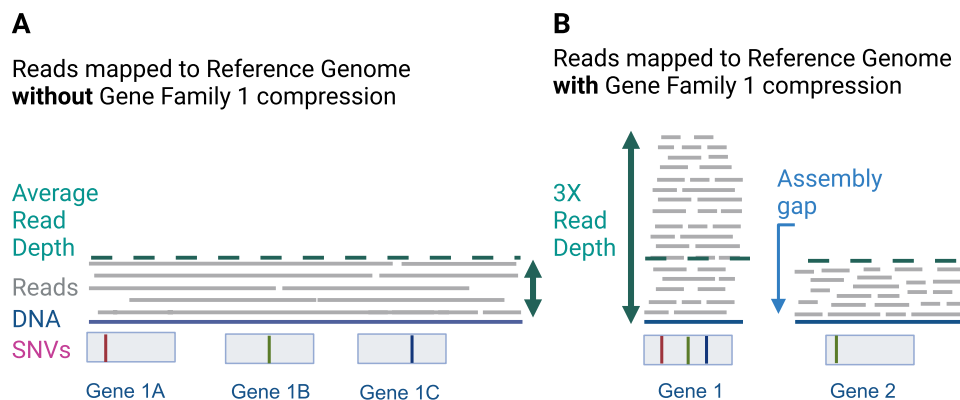 A
Reads mapped to Reference Genome
without Gene Family 1 compression
Average
Read
Depth
Reads
DNA
SNVs
Gene 1A
Gene 1B
Gene 1C
B
Reads mapped to Reference Genome
with Gene Family 1 compression
3X
Read
Depth
Assembly
gap
Gene 1
Gene 2